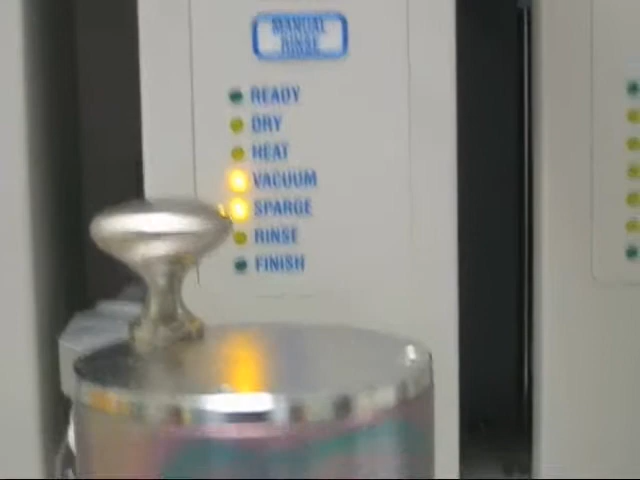 MANUAL
RINSE
READY
DRY
HEAT
VACUUM
SPARGE
RINSE
FINISH